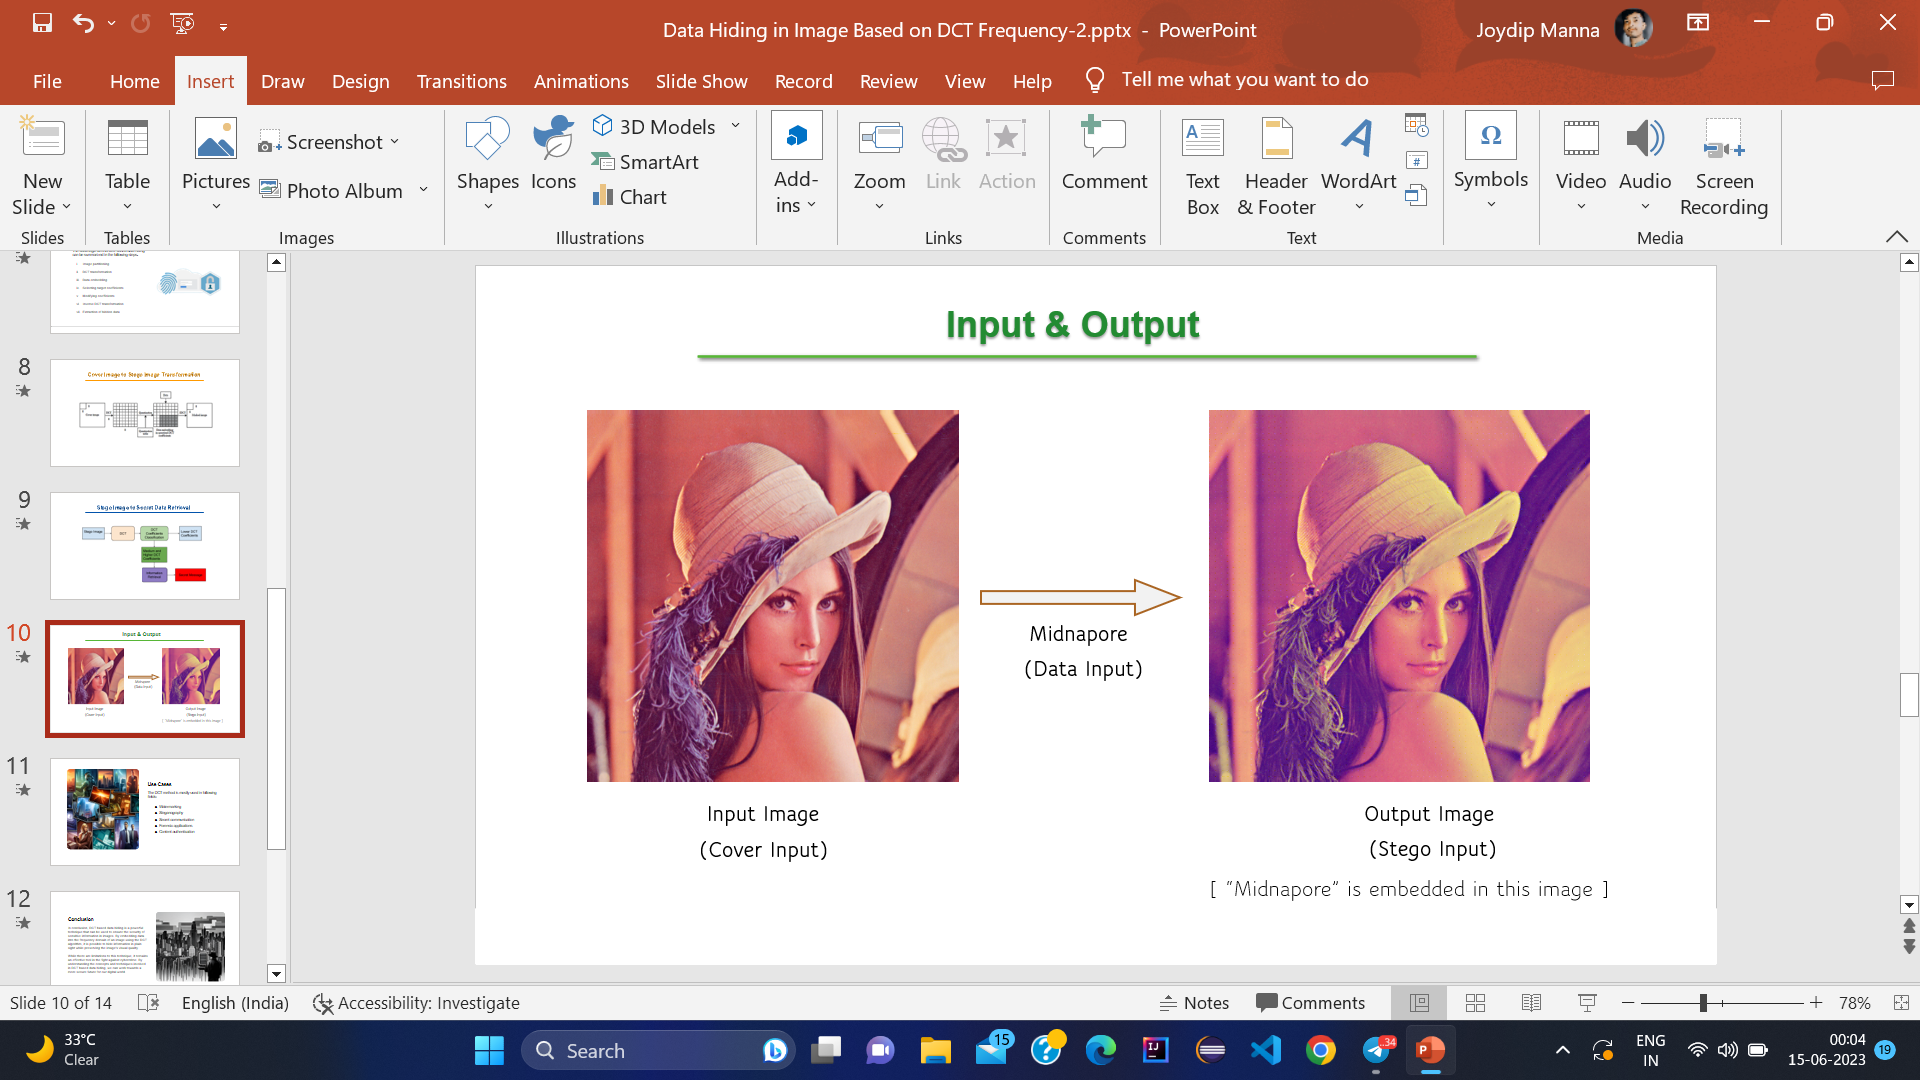 Data Hiding in Image Based on DCT Frequency-2.pptx - PowerPoint
Joydip Manna
File Home Insert Draw Design Transitions Animations Slide Show Record Review View Help Tell me what you want to do
New Slide
Slides
Table
Tables
Pictures
Screenshot
Photo Album
Images
Shapes
Icons
3D Models
SmartArt
Chart
Illustrations
Add-ins
Zoom
Link
Action
Links
Comment
Comments
Text Box
Header & Footer
WordArt
Text
Symbols
Video
Audio
Screen Recording
Media
8
Cover Image to Stego Image Transformation
9
Stego Image to Secret Data Retrieval
10
Input & Output
11
Use Cases
12
Conclusion
Input & Output
Midnapore
(Data Input)
Input Image
(Cover Input)
Output Image
(Stego Input)
[ "Midnapore" is embedded in this image ]
Slide 10 of 14
English (India)
Accessibility: Investigate
Notes
Comments
78%
33°C
Clear
Search
15
34
ENG
IN
00:04
15-06-2023
19